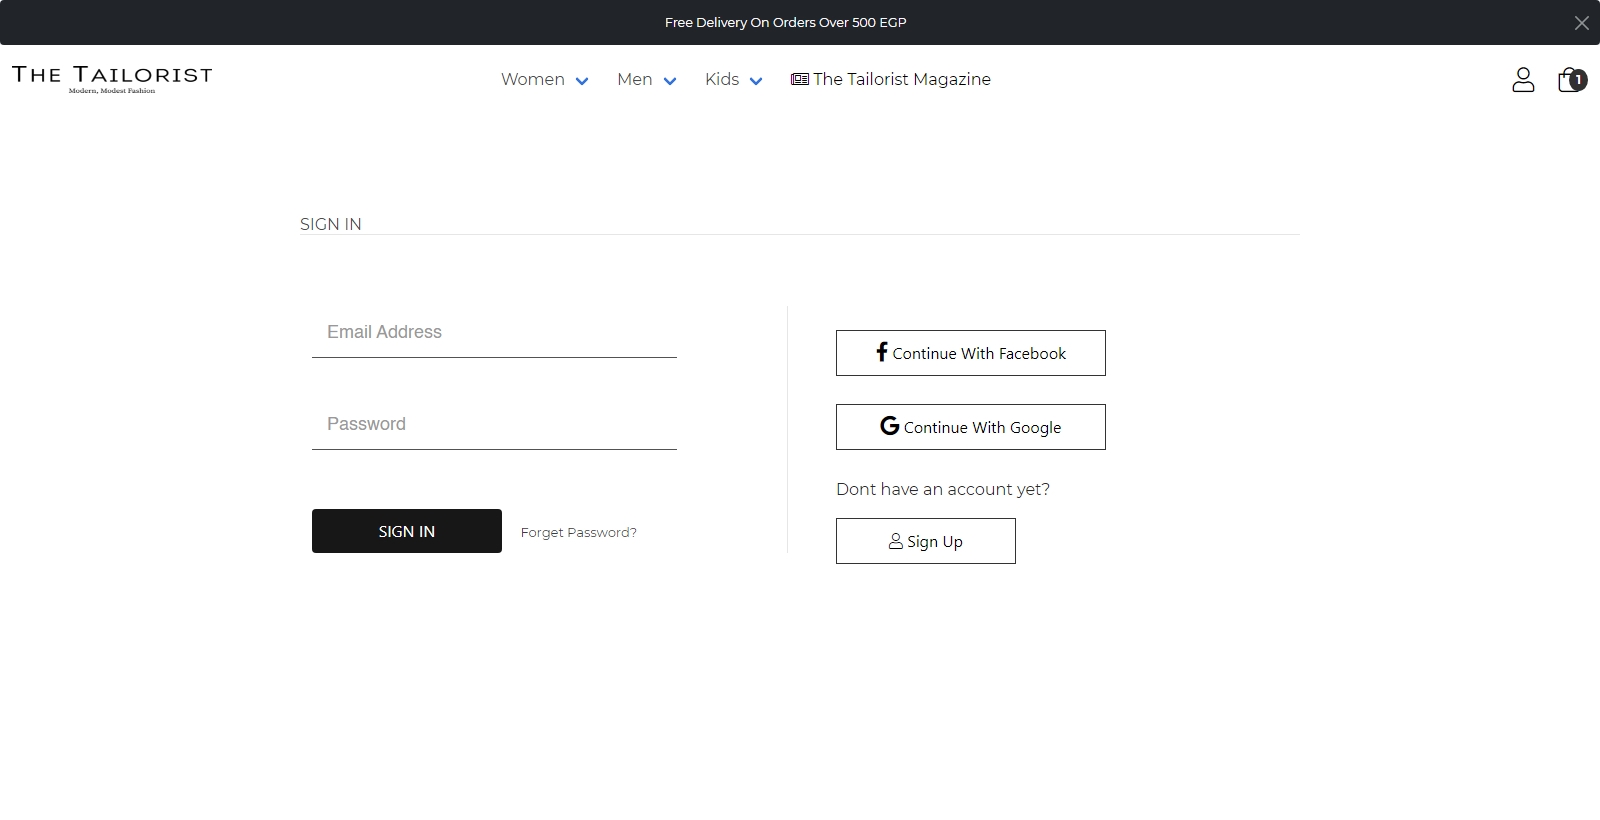 Free Delivery On Orders Over 500 EGP
THE TAILORIST
Modern, Modest Fashion
Women
Men
Kids
The Tailorist Magazine
1
SIGN IN
Email Address
Password
SIGN IN
Forget Password?
Continue With Facebook
Continue With Google
Dont have an account yet?
Sign Up